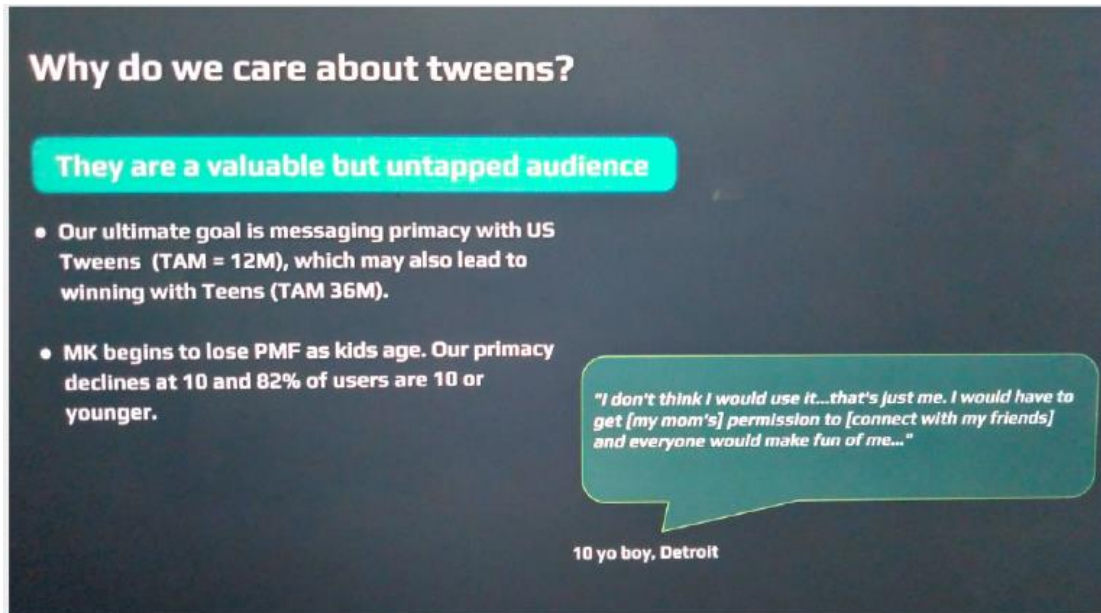 Why do we care about tweens?
They are a valuable but untapped audience
• Our ultimate goal is messaging primacy with US
Tweens (TAM = 12M), which may also lead to
winning with Teens (TAM 36M).
• MK begins to lose PMF as kids age. Our primacy
declines at 10 and 82% of users are 10 or
younger.
"I don't think I would use it...that's just me. I would have to
get [my mom's] permission to [connect with my friends]
and everyone would make fun of me..."
10 yo boy, Detroit